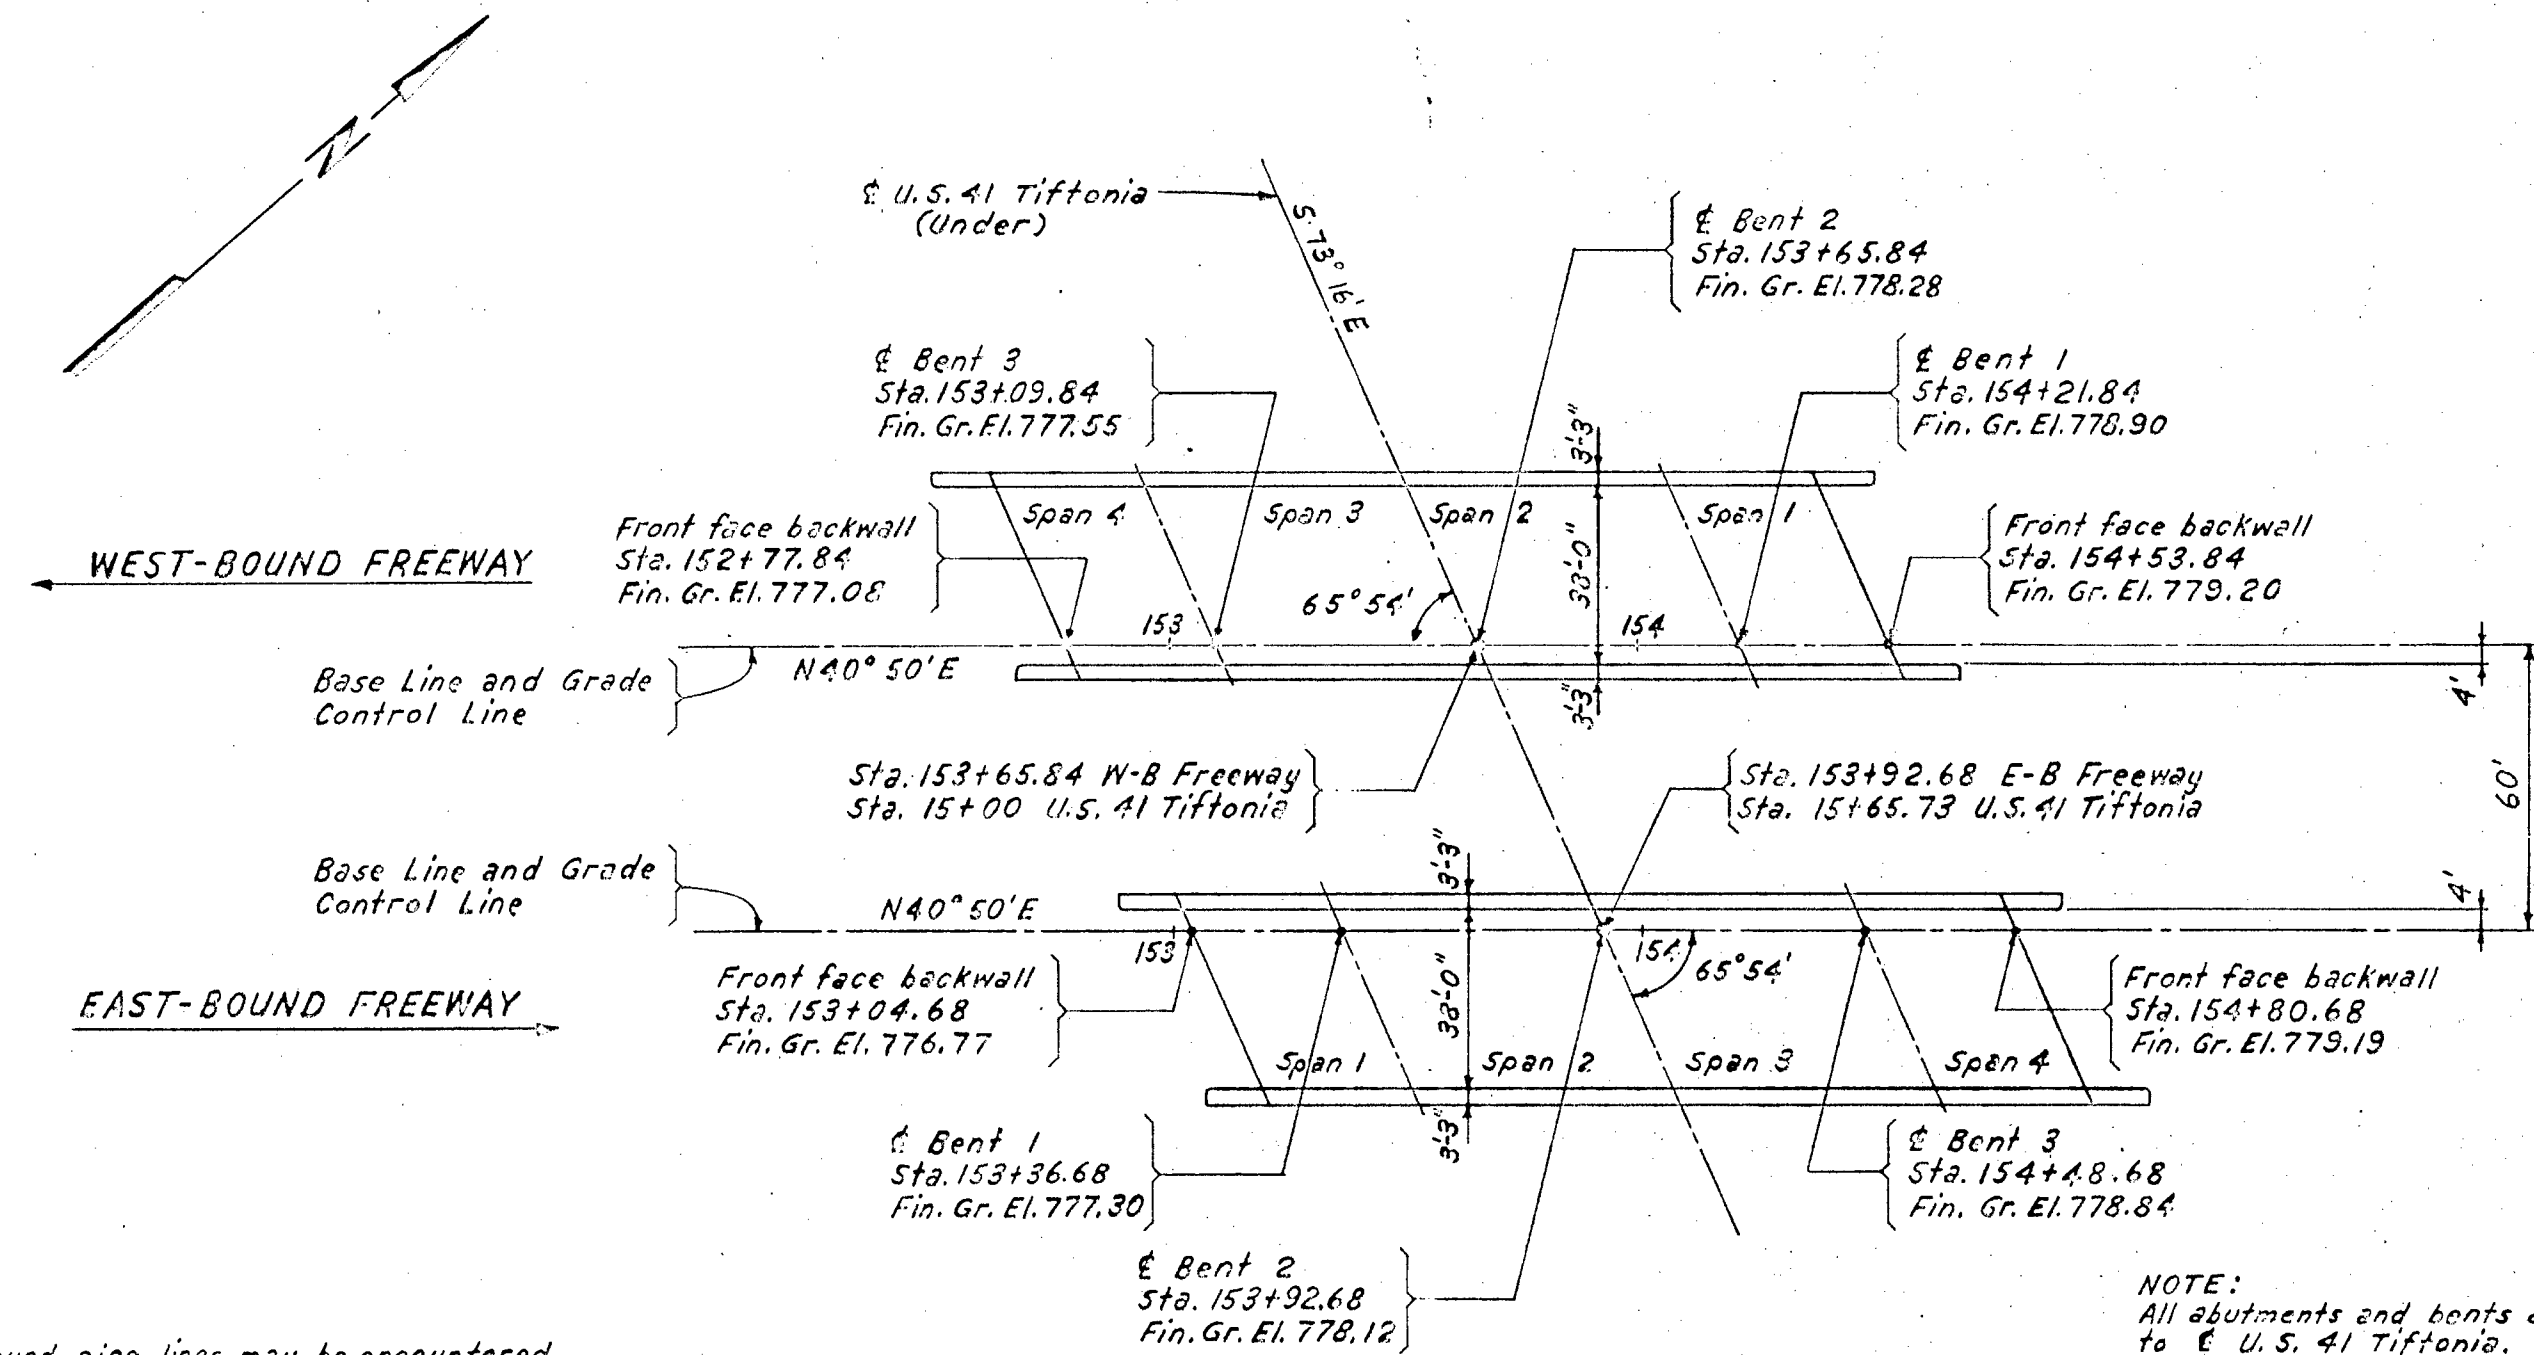 N
℄ U.S. 41 Tiftonia
(Under)
S.73°16'E
℄ Bent 2
Sta. 153+65.84
Fin. Gr. El. 778.28
℄ Bent 3
Sta. 153+09.84
Fin. Gr. El. 777.55
℄ Bent 1
Sta. 154+21.84
Fin. Gr. El. 778.90
3'-3"
Span 4
Span 3
Span 2
Span 1
Front face backwall
Sta. 152+77.84
Fin. Gr. El. 777.08
Front face backwall
Sta. 154+53.84
Fin. Gr. El. 779.20
WEST-BOUND FREEWAY
38'-0"
65°54'
153
154
N40°50'E
Base Line and Grade
Control Line
3'-3"
4'
60'
Sta. 153+65.84 W-B Freeway
Sta. 15+00 U.S. 41 Tiftonia
Sta. 153+92.68 E-B Freeway
Sta. 15+65.73 U.S. 41 Tiftonia
Base Line and Grade
Control Line
3'-3"
4'
N40°50'E
153
154
65°54'
EAST-BOUND FREEWAY
Front face backwall
Sta. 153+04.68
Fin. Gr. El. 776.77
38'-0"
Front face backwall
Sta. 154+80.68
Fin. Gr. El. 779.19
Span 1
Span 2
Span 3
Span 4
3'-3"
℄ Bent 1
Sta. 153+36.68
Fin. Gr. El. 777.30
℄ Bent 3
Sta. 154+48.68
Fin. Gr. El. 778.84
℄ Bent 2
Sta. 153+92.68
Fin. Gr. El. 778.12
NOTE:
All abutments and bents
to ℄ U.S. 41 Tiftonia.
lines may be encountered